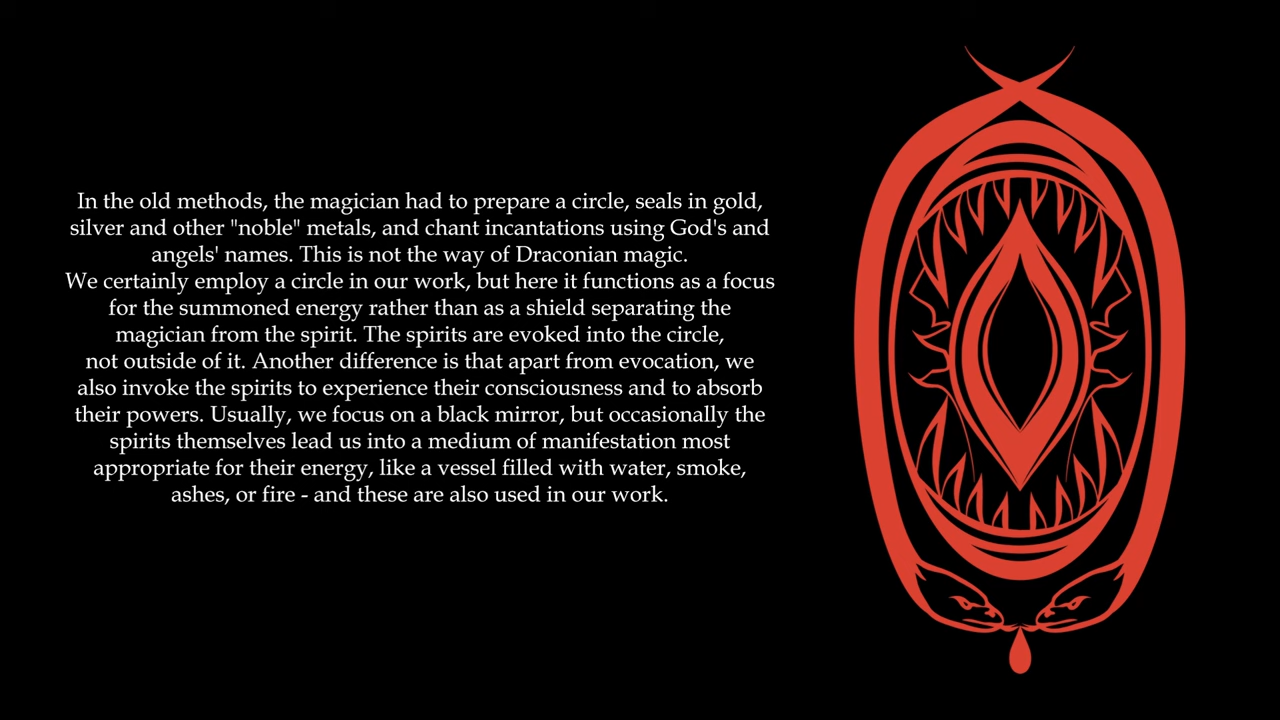 In the old methods, the magician had to prepare a circle, seals in gold,
silver and other "noble" metals, and chant incantations using God's and
angels' names. This is not the way of Draconian magic.
We certainly employ a circle in our work, but here it functions as a focus
for the summoned energy rather than as a shield separating the
magician from the spirit. The spirits are evoked into the circle,
not outside of it. Another difference is that apart from evocation, we
also invoke the spirits to experience their consciousness and to absorb
their powers. Usually, we focus on a black mirror, but occasionally the
spirits themselves lead us into a medium of manifestation most
appropriate for their energy, like a vessel filled with water, smoke,
ashes, or fire - and these are also used in our work.